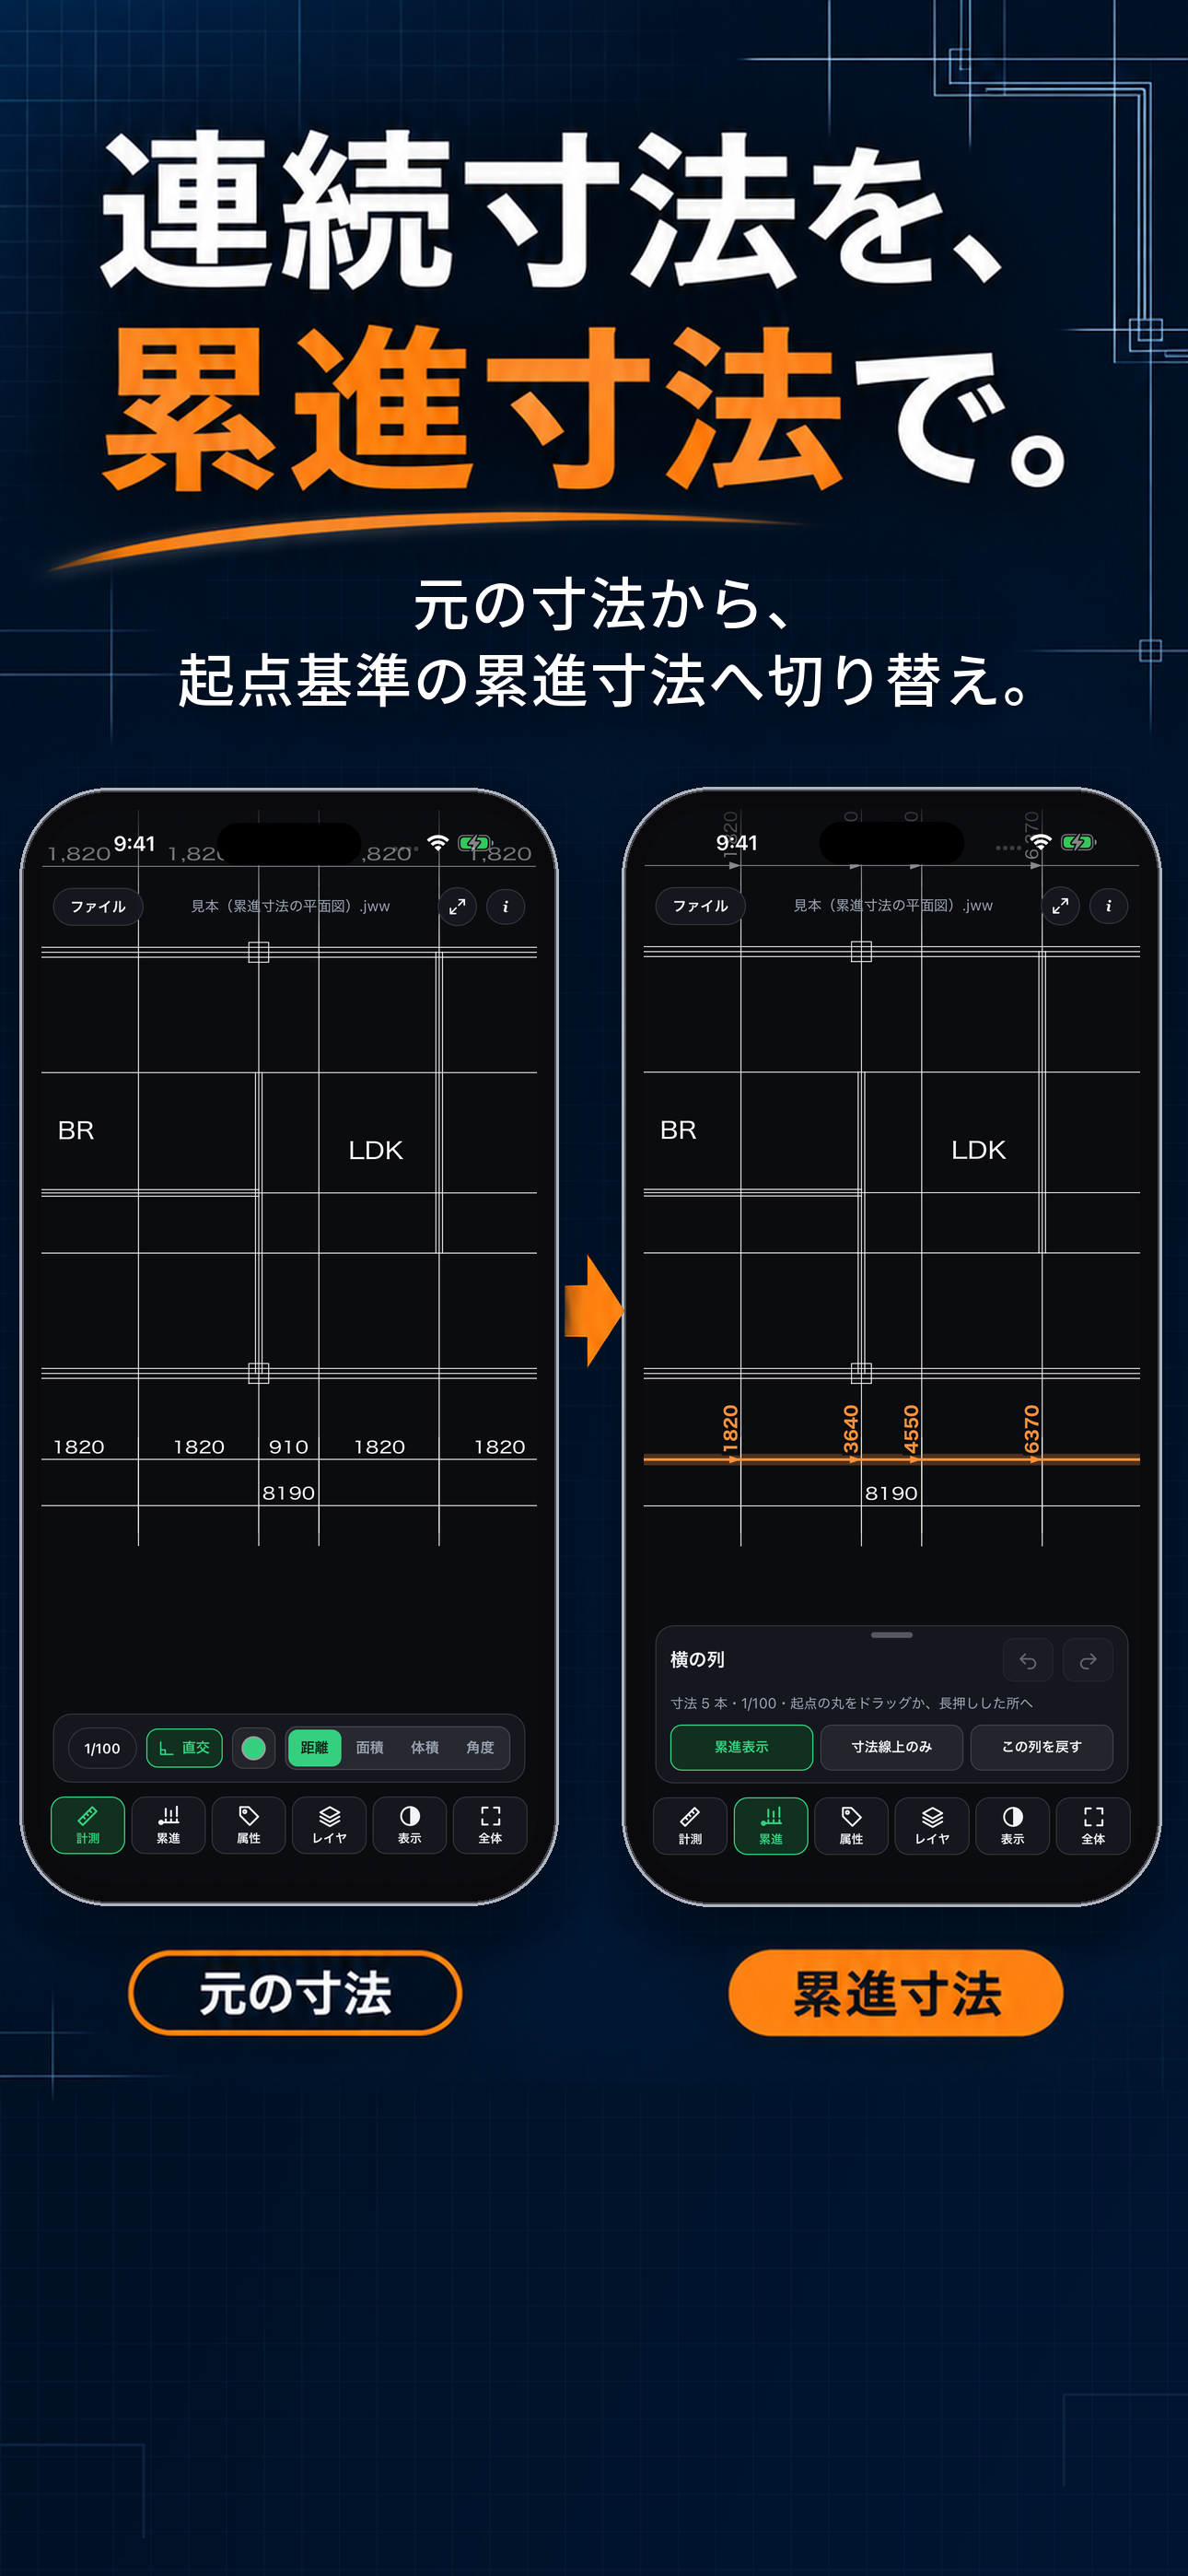 連続寸法を、
累進寸法で。
元の寸法から、
起点基準の累進寸法へ切り替え。
9:41
1,820 1,820 1,820
ファイル 見本（累進寸法の平面図）.jww i
BR
LDK
1820 1820 910 1820 1820
8190
1/100 直交 距離 面積 体積 角度
計測 累進 属性 レイヤ 表示 全体
元の寸法
9:41
ファイル 見本（累進寸法の平面図）.jww i
BR
LDK
1820 3640 4550 6370
8190
横の列
寸法 5 本・1/100・起点の丸をドラッグか、長押しした所へ
累進表示 寸法線上のみ この列を戻す
計測 累進 属性 レイヤ 表示 全体
累進寸法